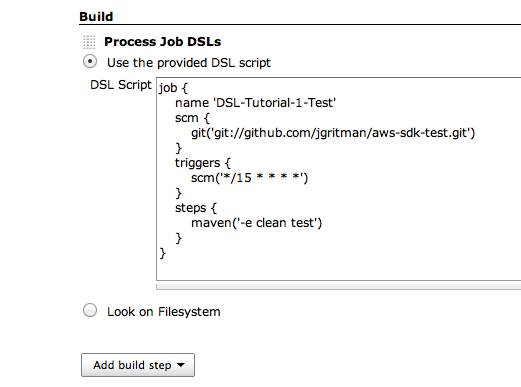 Build
Process Job DSLs
Use the provided DSL script
DSL Script
job {
name 'DSL-Tutorial-1-Test'
scm {
git('git://github.com/jgritman/aws-sdk-test.git')
}
triggers {
scm('*/15 * * * *')
}
steps {
maven('-e clean test')
}
}
Look on Filesystem
Add build step